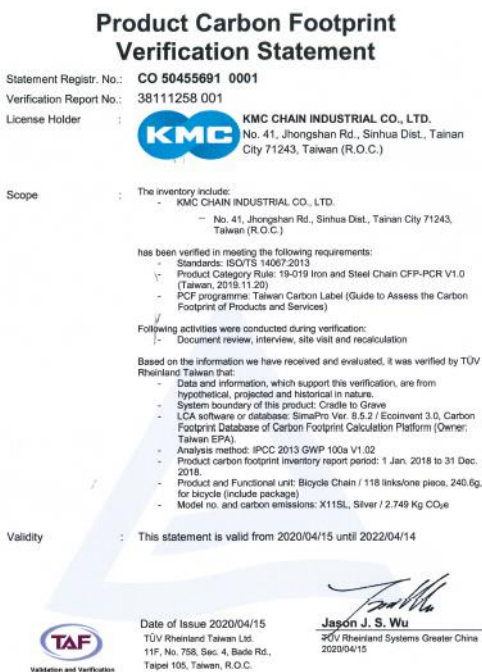 Product Carbon Footprint
Verification Statement
Statement Registr. No.: CO 50455691 0001
Verification Report No.: 38111258 001
License Holder :
KMC
KMC CHAIN INDUSTRIAL CO., LTD.
No. 41, Jhongshan Rd., Sinhua Dist., Tainan
City 71243, Taiwan (R.O.C.)
Scope :
The inventory include:
- KMC CHAIN INDUSTRIAL CO., LTD.
— No. 41, Jhongshan Rd., Sinhua Dist., Tainan City 71243,
Taiwan (R.O.C.)
has been verified in meeting the following requirements:
- Standards: ISO/TS 14067:2013
- Product Category Rule: 19-019 Iron and Steel Chain CFP-PCR V1.0
(Taiwan, 2019.11.20)
- PCF programme: Taiwan Carbon Label (Guide to Assess the Carbon
Footprint of Products and Services)
Following activities were conducted during verification:
- Document review, interview, site visit and recalculation
Based on the information we have received and evaluated, it was verified by TÜV
Rheinland Taiwan that:
- Data and information, which support this verification, are from
hypothetical, projected and historical in nature.
- System boundary of this product: Cradle to Grave
- LCA software or database: SimaPro Ver. 8.5.2 / Ecoinvent 3.0, Carbon
Footprint Database of Carbon Footprint Calculation Platform (Owner:
Taiwan EPA).
- Analysis method: IPCC 2013 GWP 100a V1.02
- Product carbon footprint inventory report period: 1 Jan. 2018 to 31 Dec.
2018.
- Product and Functional unit: Bicycle Chain / 118 links/one piece, 240.6g,
for bicycle (include package)
- Model no. and carbon emissions: X11SL, Silver / 2.749 Kg CO₂e
Validity : This statement is valid from 2020/04/15 until 2022/04/14
TAF
Validation and Verification
Date of Issue 2020/04/15
TÜV Rheinland Taiwan Ltd.
11F, No. 758, Sec. 4, Bade Rd.,
Taipei 105, Taiwan, R.O.C.
Jason J. S. Wu
TÜV Rheinland Systems Greater China
2020/04/15